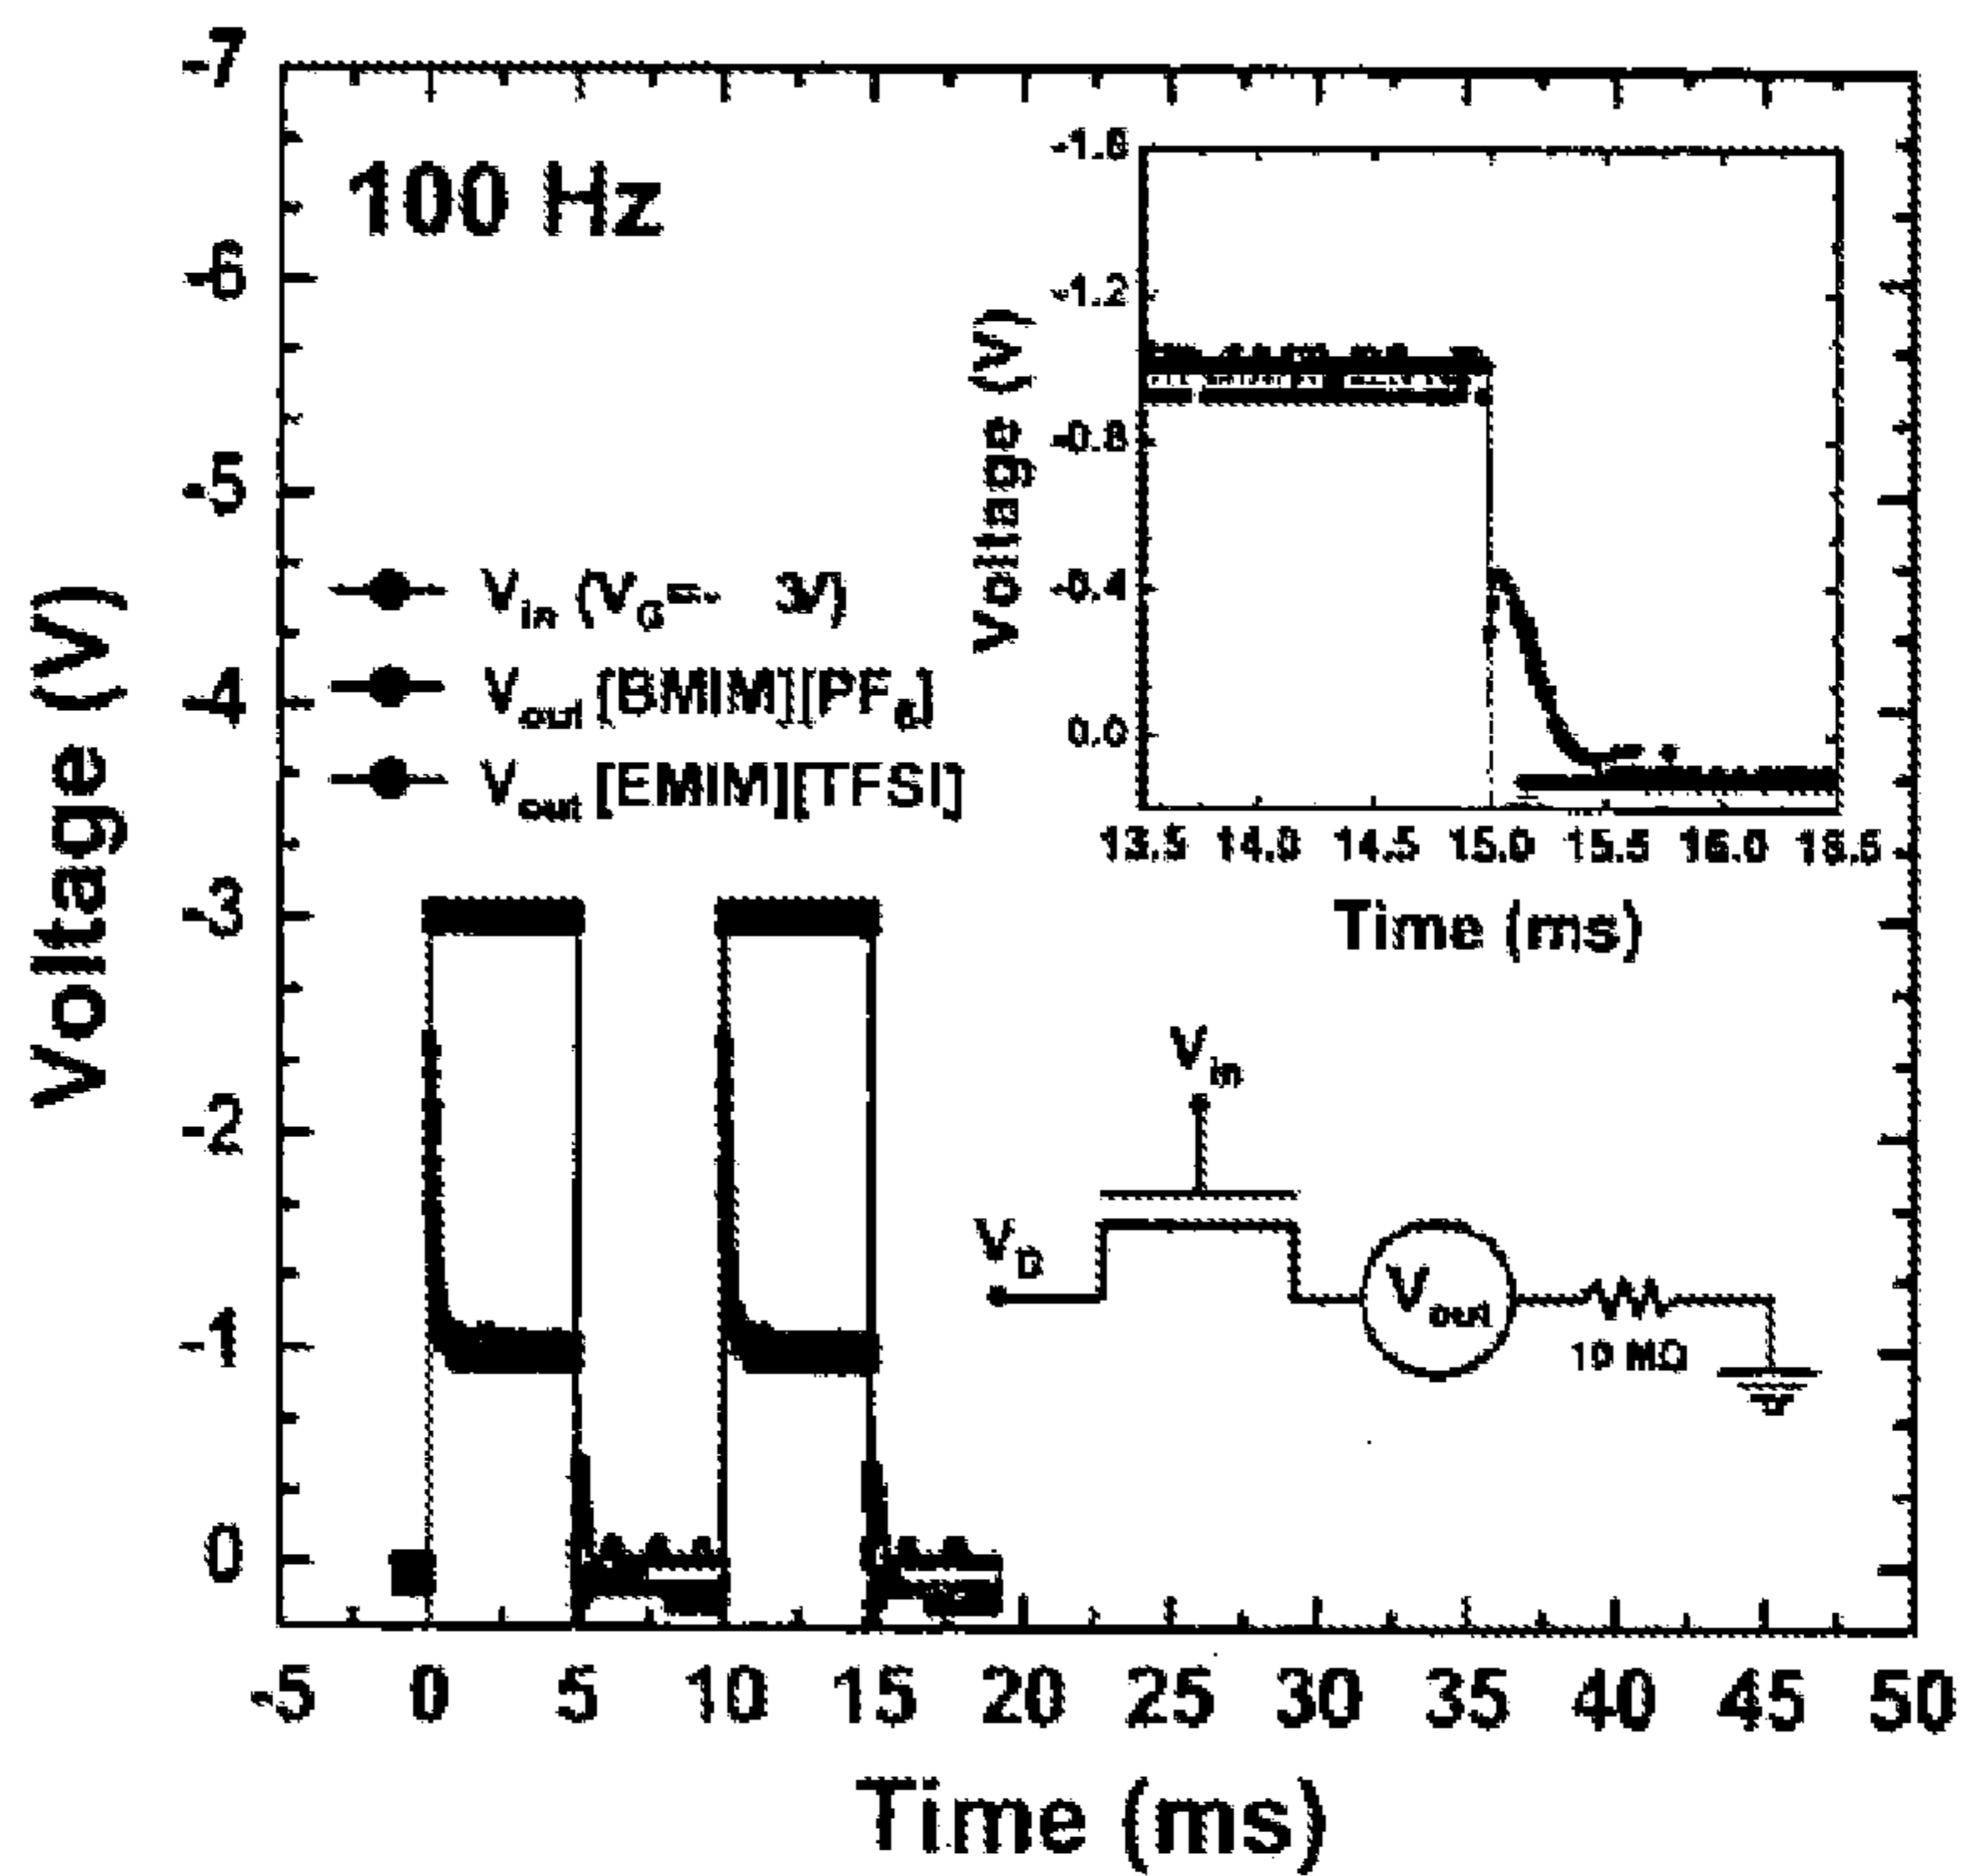 -7
-6
-5
-4
-3
-2
-1
0
Voltage (V)
100 Hz
V_in (V_G=- 3V)
V_out [BMIM][PF_6]
V_out [EMIM][TFSI]
-1.6
-1.2
-0.8
-0.4
0.0
Voltage (V)
13.5 14.0 14.5 15.0 15.5 16.0 16.5
Time (ms)
V_in
V_D
V_out
10 MΩ
-5 0 5 10 15 20 25 30 35 40 45 50
Time (ms)